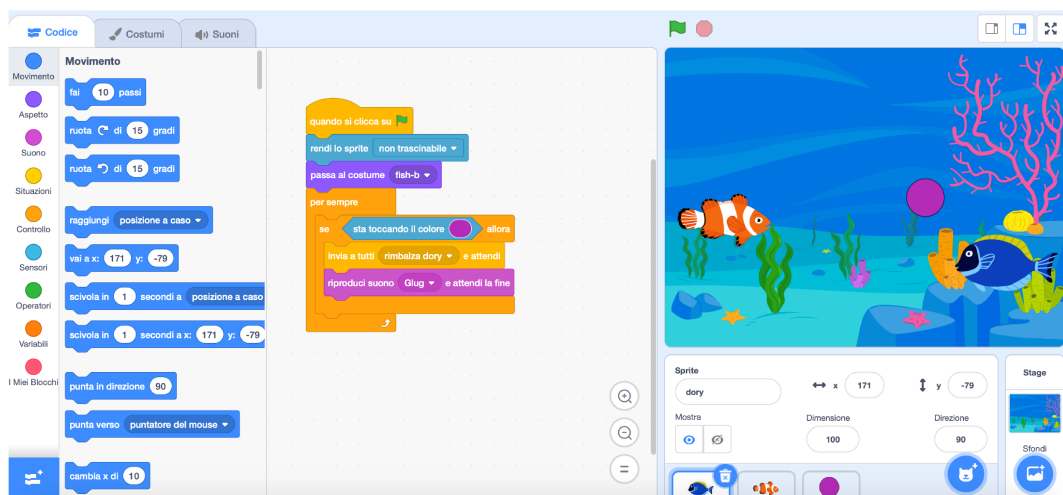 Codice
Costumi
Suoni
Movimento
Aspetto
Suono
Situazioni
Controllo
Sensori
Operatori
Variabili
I Miei Blocchi
Movimento
fai 10 passi
ruota di 15 gradi
ruota di 15 gradi
raggiungi posizione a caso
vai a x: 171 y: -79
scivola in 1 secondi a posizione a caso
scivola in 1 secondi a x: 171 y: -79
punta in direzione 90
punta verso puntatore del mouse
cambia x di 10
quando si clicca su
rendi lo sprite non trascinabile
passa al costume fish-b
per sempre
se sta toccando il colore allora
invia a tutti rimbalza dory e attendi
riproduci suono Glug e attendi la fine
Sprite
dory
x 171
y -79
Mostra
Dimensione
100
Direzione
90
Stage
Sfondi